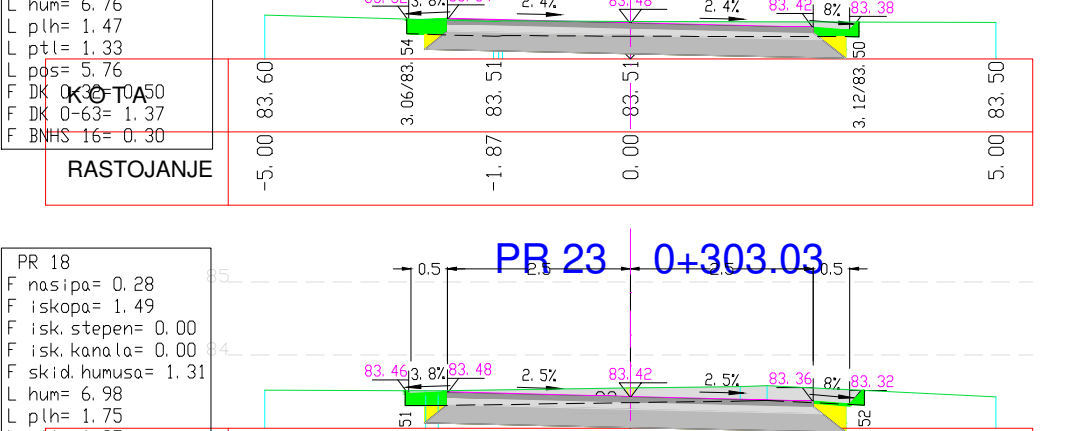 L hum= 6.76
L plh= 1.47
L ptl= 1.33
L pos= 5.76
F DK 0-32= 0.50
F DK 0-63= 1.37
F BNHS 16= 0.30
3.8%
2.4%
83.48
2.4%
83.42
8%
83.38
KOTA
83.60
3.06/83.54
83.51
83.51
3.12/83.50
83.50
RASTOJANJE
-5.00
-1.87
0.00
5.00
PR 23 0+303.03
0.5
2.5
2.5
0.5
85
84
PR 18
F nasipa= 0.28
F iskopa= 1.49
F isk.stepen= 0.00
F isk.kanala= 0.00
F skid.humusa= 1.31
L hum= 6.98
L plh= 1.75
83.46
3.8%
83.48
2.5%
83.42
2.5%
83.36
8%
83.32
51
52